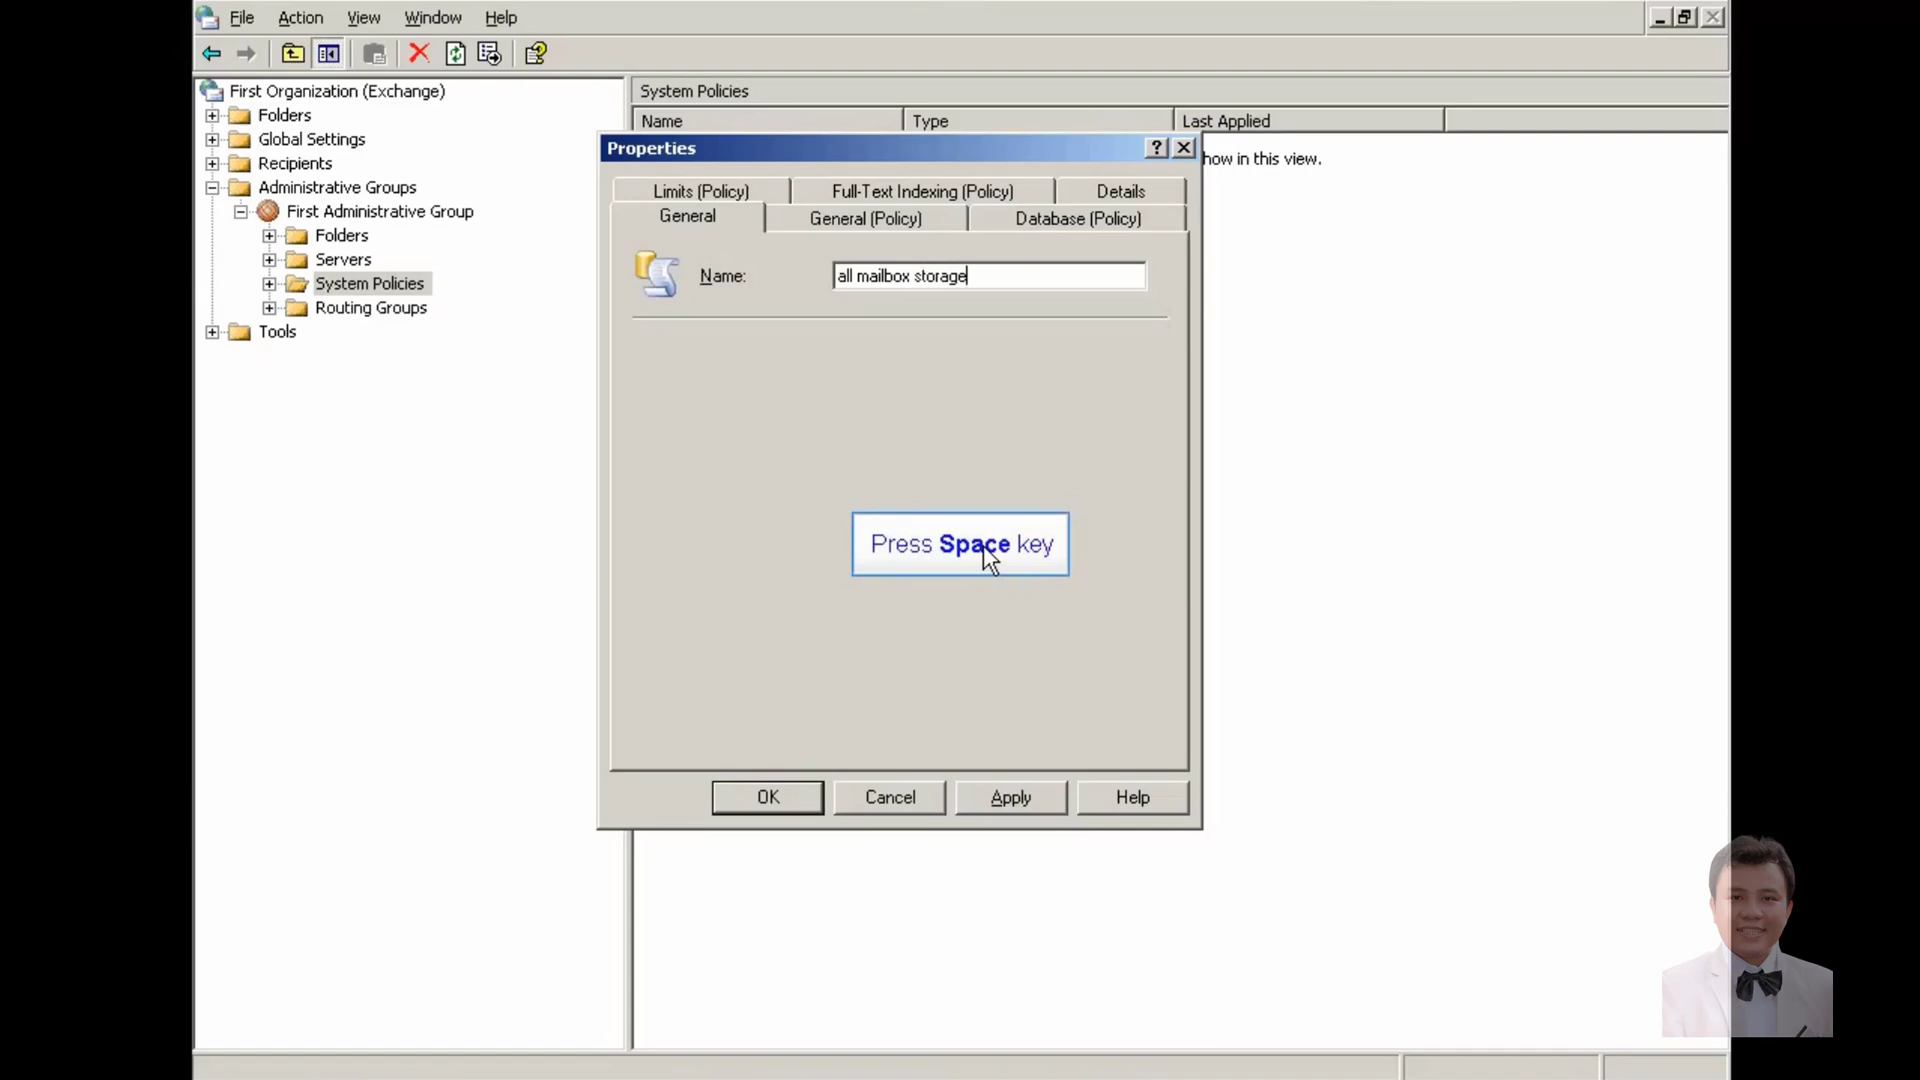 File Action View Window Help
First Organization (Exchange)
Folders
Global Settings
Recipients
Administrative Groups
First Administrative Group
Folders
Servers
System Policies
Routing Groups
Tools
System Policies
Name Type Last Applied
how in this view.
Properties
Limits (Policy) Full-Text Indexing (Policy) Details
General General (Policy) Database (Policy)
Name: all mailbox storage
Press Space key
OK Cancel Apply Help